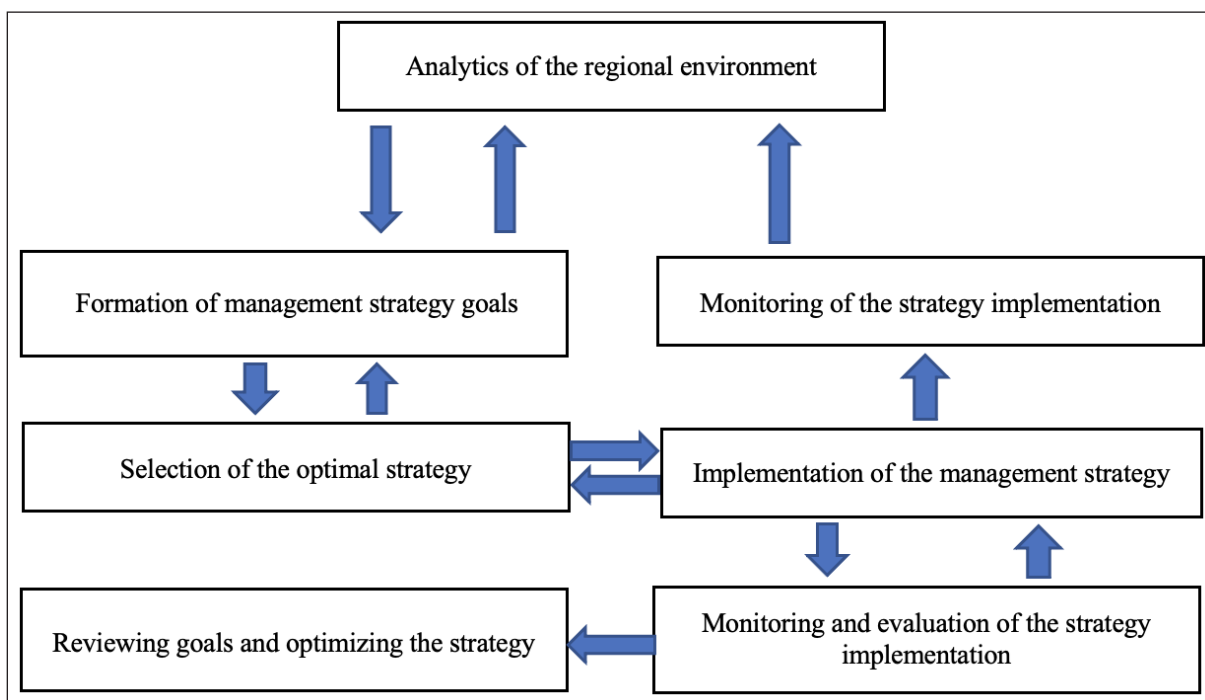 Analytics of the regional environment
Formation of management strategy goals
Monitoring of the strategy implementation
Selection of the optimal strategy
Implementation of the management strategy
Reviewing goals and optimizing the strategy
Monitoring and evaluation of the strategy
implementation